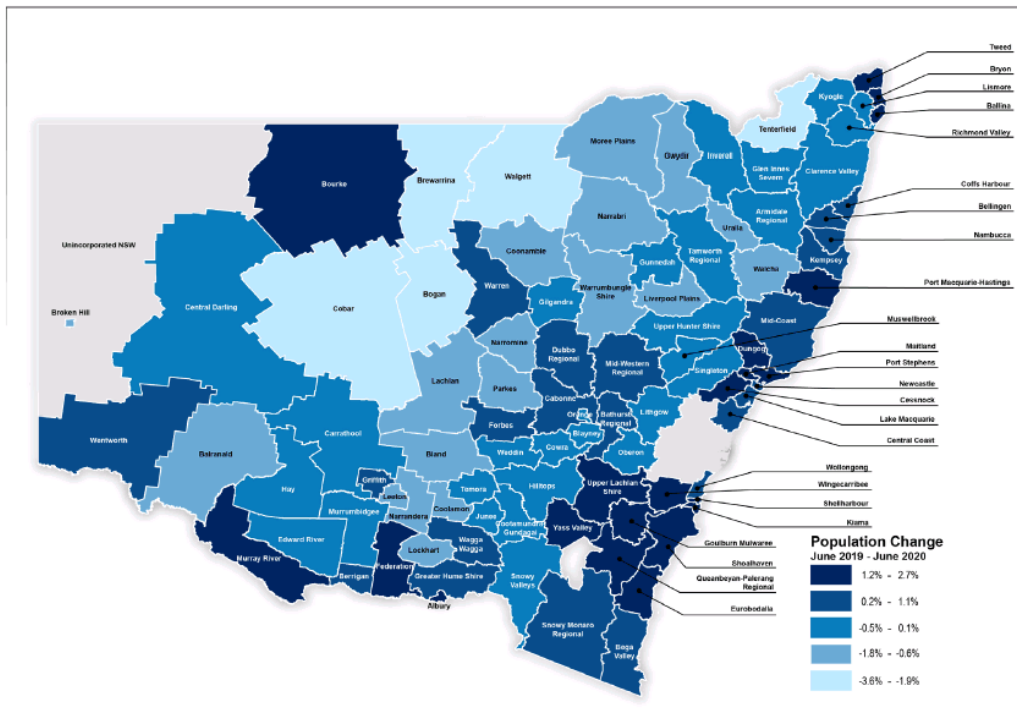 Tweed
Bryon
Lismore
Ballina
Richmond Valley
Kyogle
Tenterfield
Moree Plains
Gwydir
Inverell
Glen Innes
Severn
Clarence Valley
Bourke
Brewarrina
Walgett
Coffs Harbour
Bellingen
Nambucca
Narrabri
Armidale
Regional
Uralla
Unincorporated NSW
Coonamble
Gunnedah
Tamworth
Regional
Walcha
Kempsey
Port Macquarie-Hastings
Central Darling
Cobar
Bogan
Warren
Warrumbungle
Shire
Liverpool Plains
Gilgandra
Broken Hill
Upper Hunter Shire
Mid-Coast
Muswellbrook
Narromine
Dubbo
Regional
Mid-Western
Regional
Dungog
Singleton
Maitland
Port Stephens
Newcastle
Cessnock
Lake Macquarie
Central Coast
Lachlan
Parkes
Cabonne
Orange
Bathurst
Regional
Lithgow
Forbes
Blayney
Oberon
Wentworth
Balranald
Carrathool
Bland
Weddin
Cowra
Griffith
Leeton
Hay
Murrumbidgee
Narrandera
Coolamon
Temora
Junee
Hilltops
Cootamundra
Gundagai
Upper Lachlan
Shire
Yass Valley
Wollongong
Wingecarribee
Shellharbour
Kiama
Goulburn Mulwaree
Shoalhaven
Queanbeyan-Palerang
Regional
Eurobodalla
Murray River
Edward River
Berrigan
Federation
Lockhart
Wagga
Wagga
Greater Hume Shire
Albury
Snowy
Valleys
Snowy Monaro
Regional
Bega
Valley
Population Change
June 2019 - June 2020
1.2% - 2.7%
0.2% - 1.1%
-0.5% - 0.1%
-1.8% - -0.6%
-3.6% - -1.9%